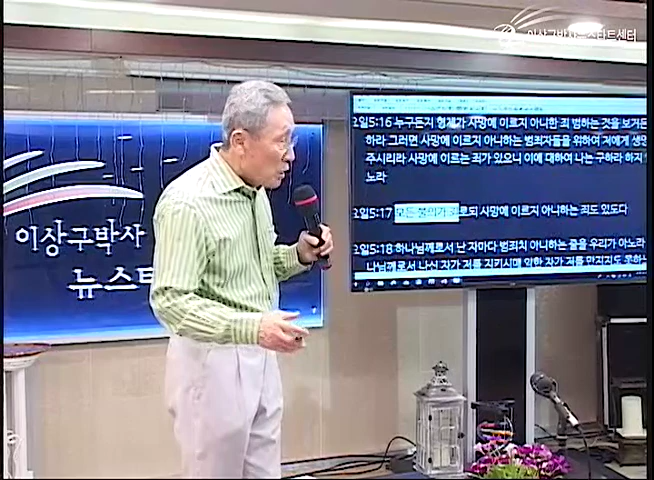 이상구박사뉴스타트센터
이상구박사
뉴스타트
요일5:16 누구든지 형제가 사망에 이르지 아니한 죄 범하는 것을 보거든
하라 그러면 사망에 이르지 아니하는 범죄자들을 위하여 저에게 생명
주시리라 사망에 이르는 죄가 있으니 이에 대하여 나는 구하라 하지
노라
요일5:17 모든 불의가 죄로되 사망에 이르지 아니하는 죄도 있도다
요일5:18 하나님께로서 난 자마다 범죄치 아니하는 줄을 우리가 아노라
나님께로서 나신 자가 저를 지키시매 악한 자가 저를 만지지도 못하